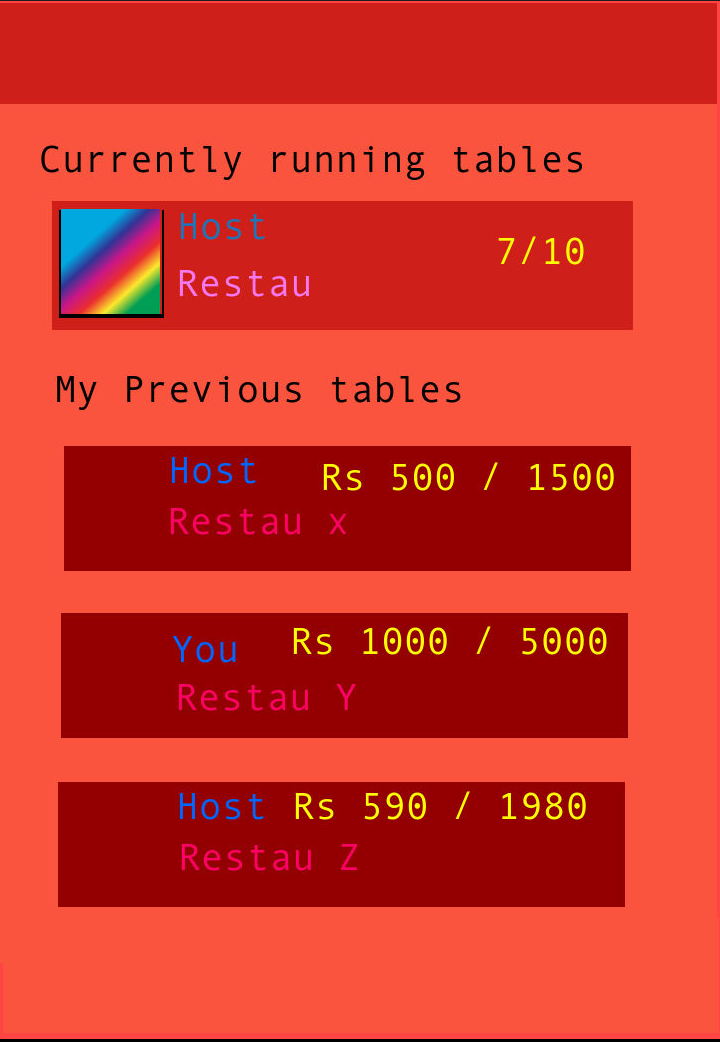 Currently running tables
Host
7/10
Restau
My Previous tables
Host Rs 500 / 1500
Restau x
You Rs 1000 / 5000
Restau Y
Host Rs 590 / 1980
Restau Z